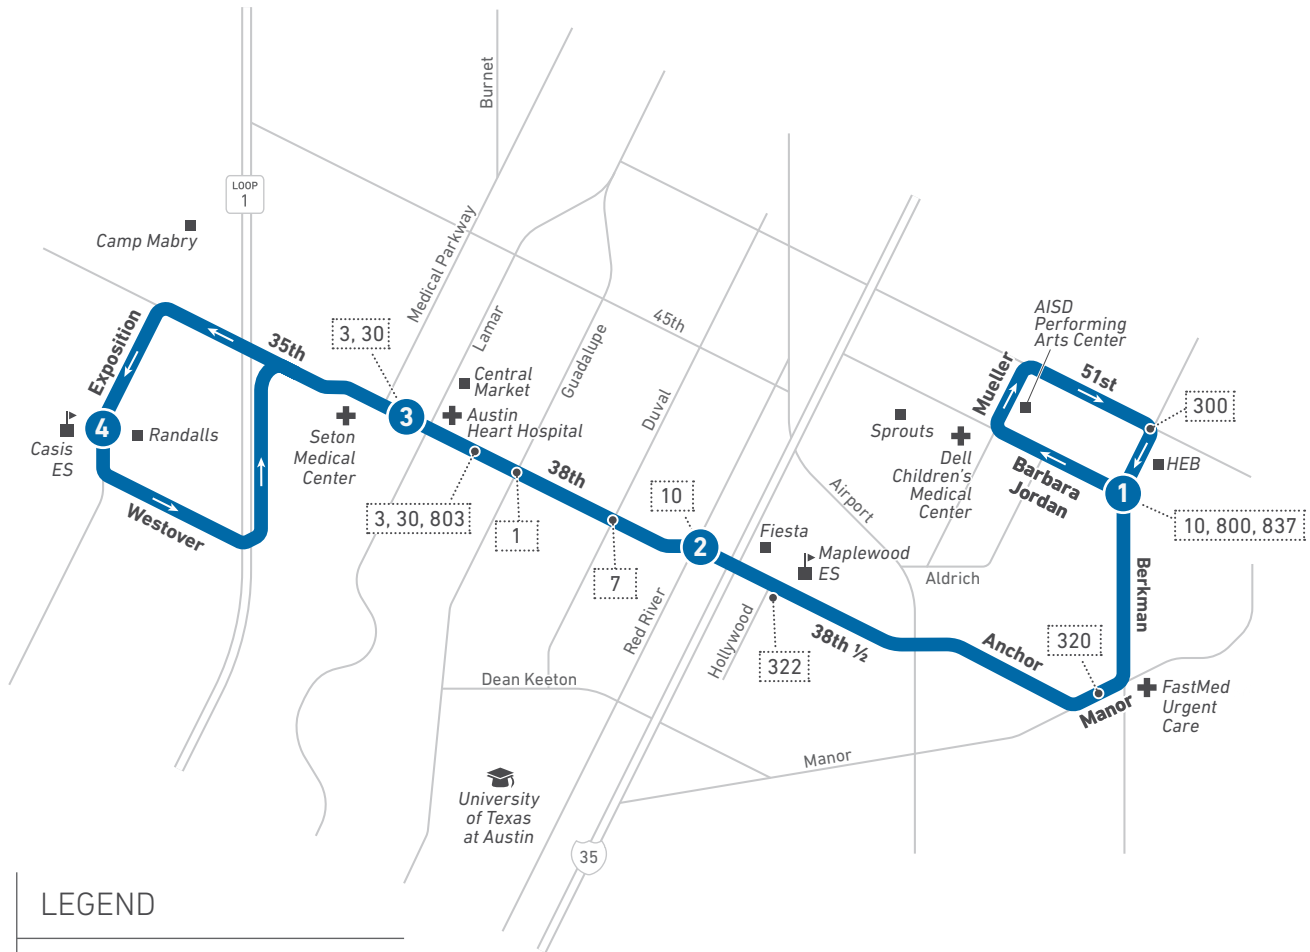 Burnet
LOOP
1
Camp Mabry
Medical Parkway
Lamar
Guadalupe
45th
Duval
3, 30
35th
Exposition
4
Casis
ES
Randalls
Westover
Seton
Medical
Center
3
Central
Market
Austin
Heart Hospital
38th
3, 30, 803
1
7
10
2
Red River
Hollywood
Fiesta
Maplewood
ES
322
38th ½
Airport
Sprouts
Dell
Children's
Medical
Center
Aldrich
AISD
Performing
Arts Center
Mueller
51st
300
HEB
Barbara
Jordan
1
10, 800, 837
Berkman
Anchor
320
Manor
FastMed
Urgent
Care
Dean Keeton
Manor
University
of Texas
at Austin
35
LEGEND